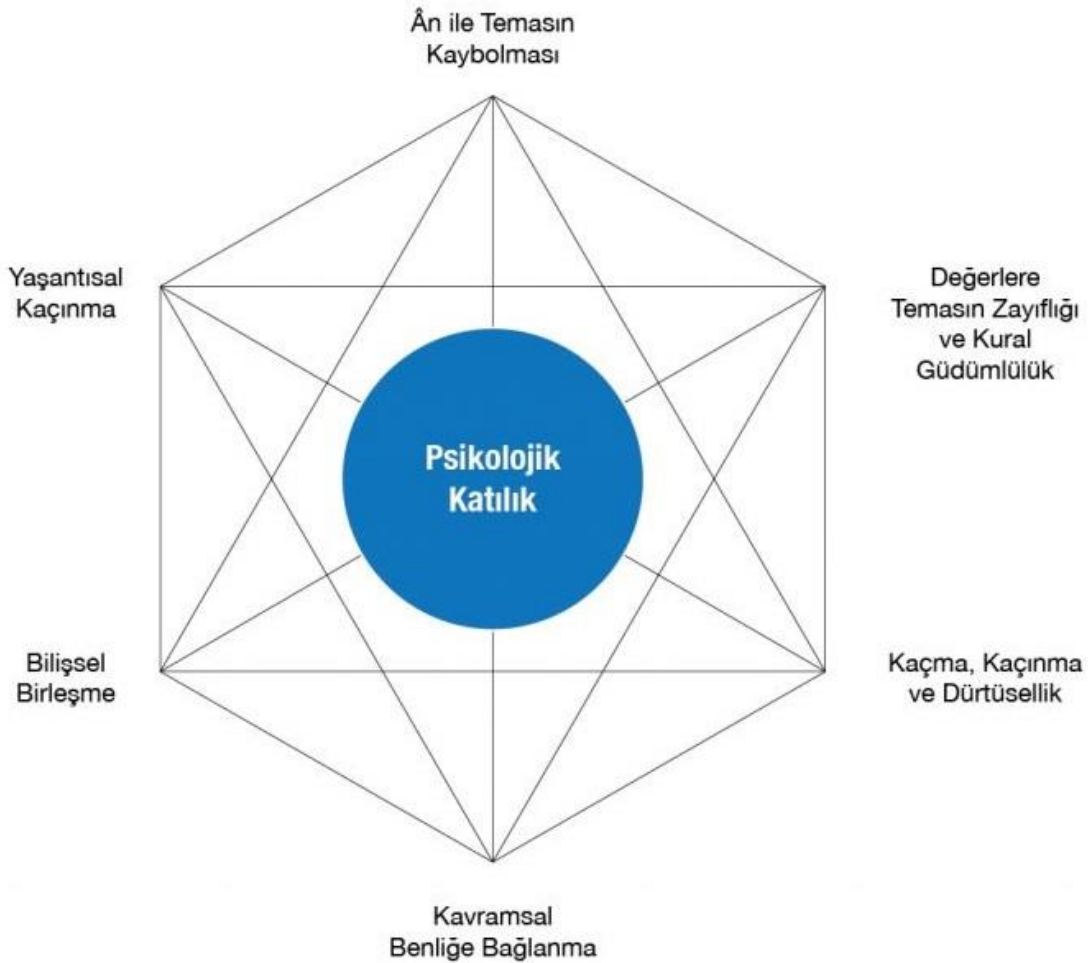 Ân ile Temasın
Kaybolması
Yaşantısal
Kaçınma
Değerlere
Temasın Zayıflığı
ve Kural
Güdümlülük
Psikolojik
Katılık
Bilişsel
Birleşme
Kaçma, Kaçınma
ve Dürtüsellik
Kavramsal
Benliğe Bağlanma